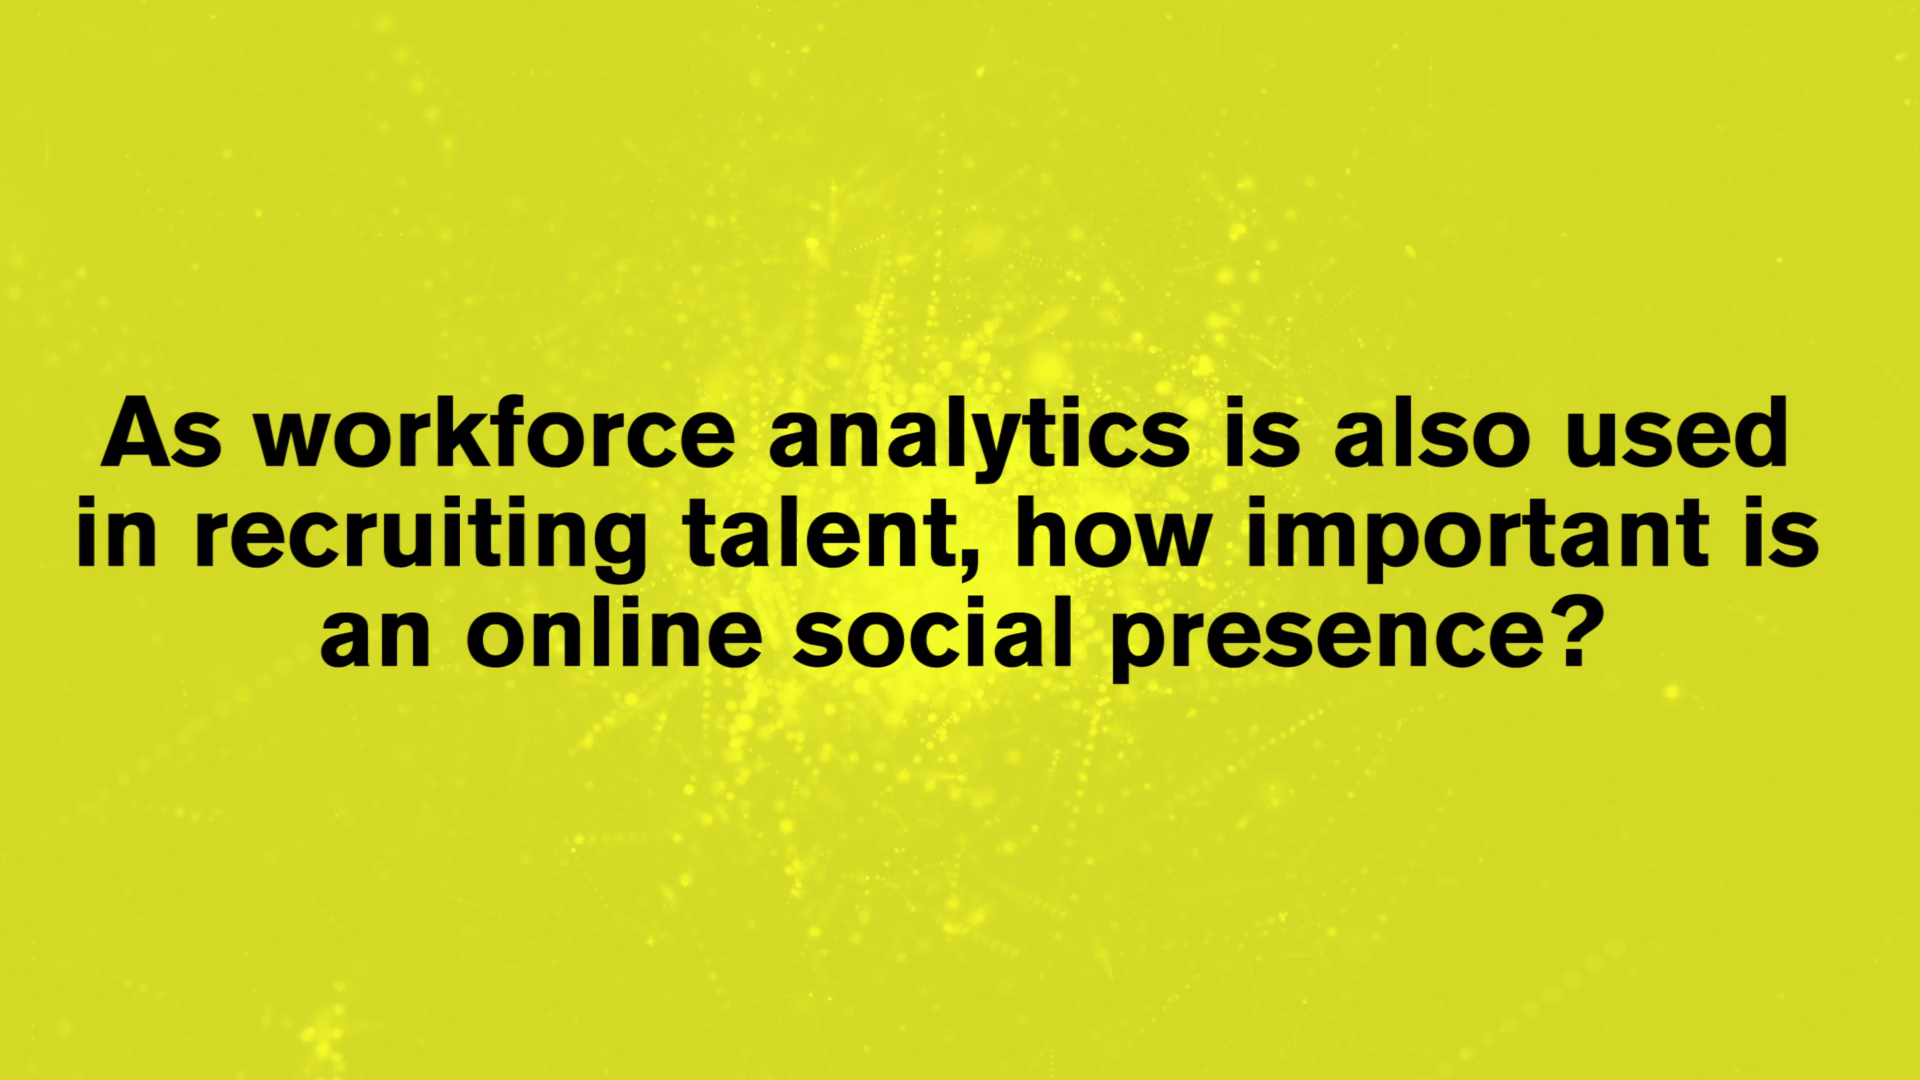 As workforce analytics is also used
in recruiting talent, how important is
an online social presence?